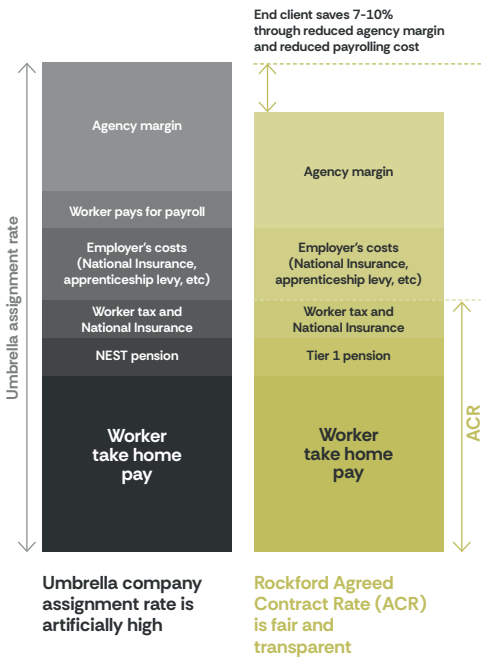 End client saves 7-10%
through reduced agency margin
and reduced payrolling cost
Umbrella assignment rate
Agency margin
Worker pays for payroll
Employer's costs
(National Insurance,
apprenticeship levy, etc)
Worker tax and
National Insurance
NEST pension
Worker
take home
pay
Umbrella company
assignment rate is
artificially high
Agency margin
Employer's costs
(National Insurance,
apprenticeship levy, etc)
Worker tax and
National Insurance
Tier 1 pension
Worker
take home
pay
ACR
Rockford Agreed
Contract Rate (ACR)
is fair and
transparent